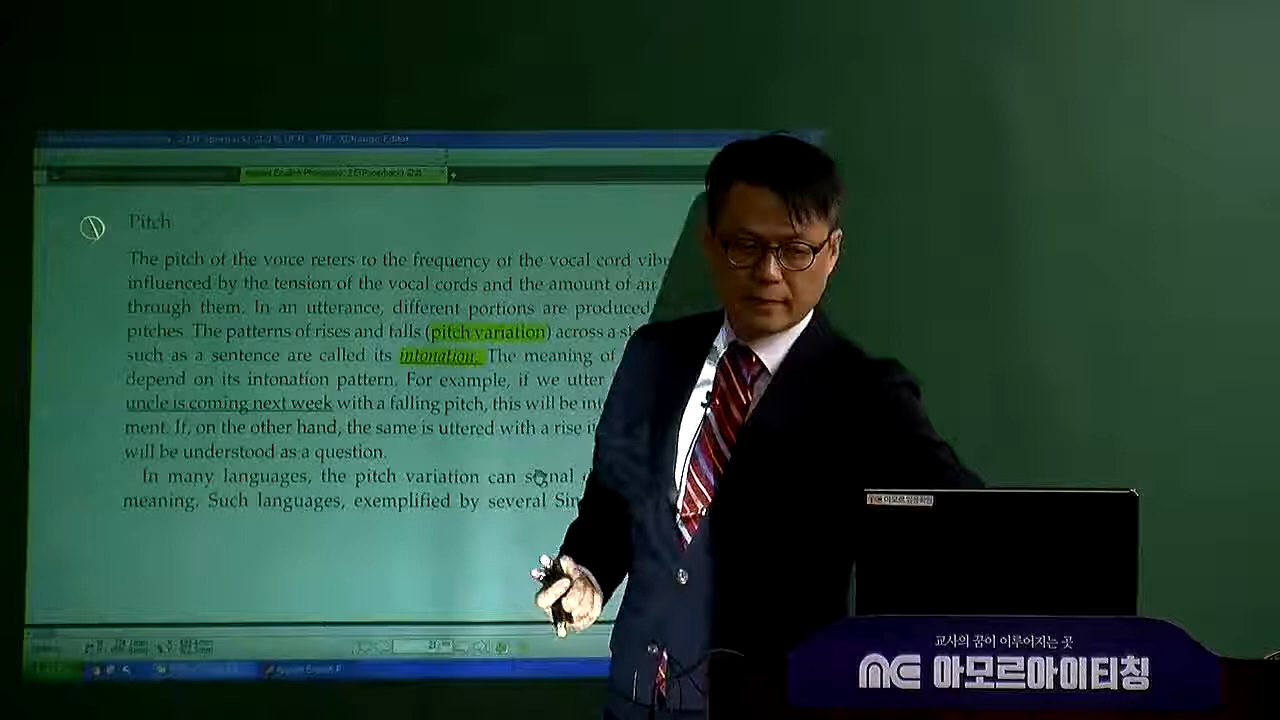 PDF-XChange Editor
Pitch
The pitch of the voice refers to the frequency of the vocal cord
influenced by the tension of the vocal cords and the amount of air
through them. In an utterance, different portions are produced
pitches. The patterns of rises and falls (pitch variation) across a
such as a sentence are called its intonation. The meaning of
depend on its intonation pattern. For example, if we utter
uncle is coming next week with a falling pitch, this will be
ment. If, on the other hand, the same is uttered with a rise
will be understood as a question.
In many languages, the pitch variation can signal
meaning. Such languages, exemplified by several
교사의 꿈이 이루어지는 곳
아모르아이티칭